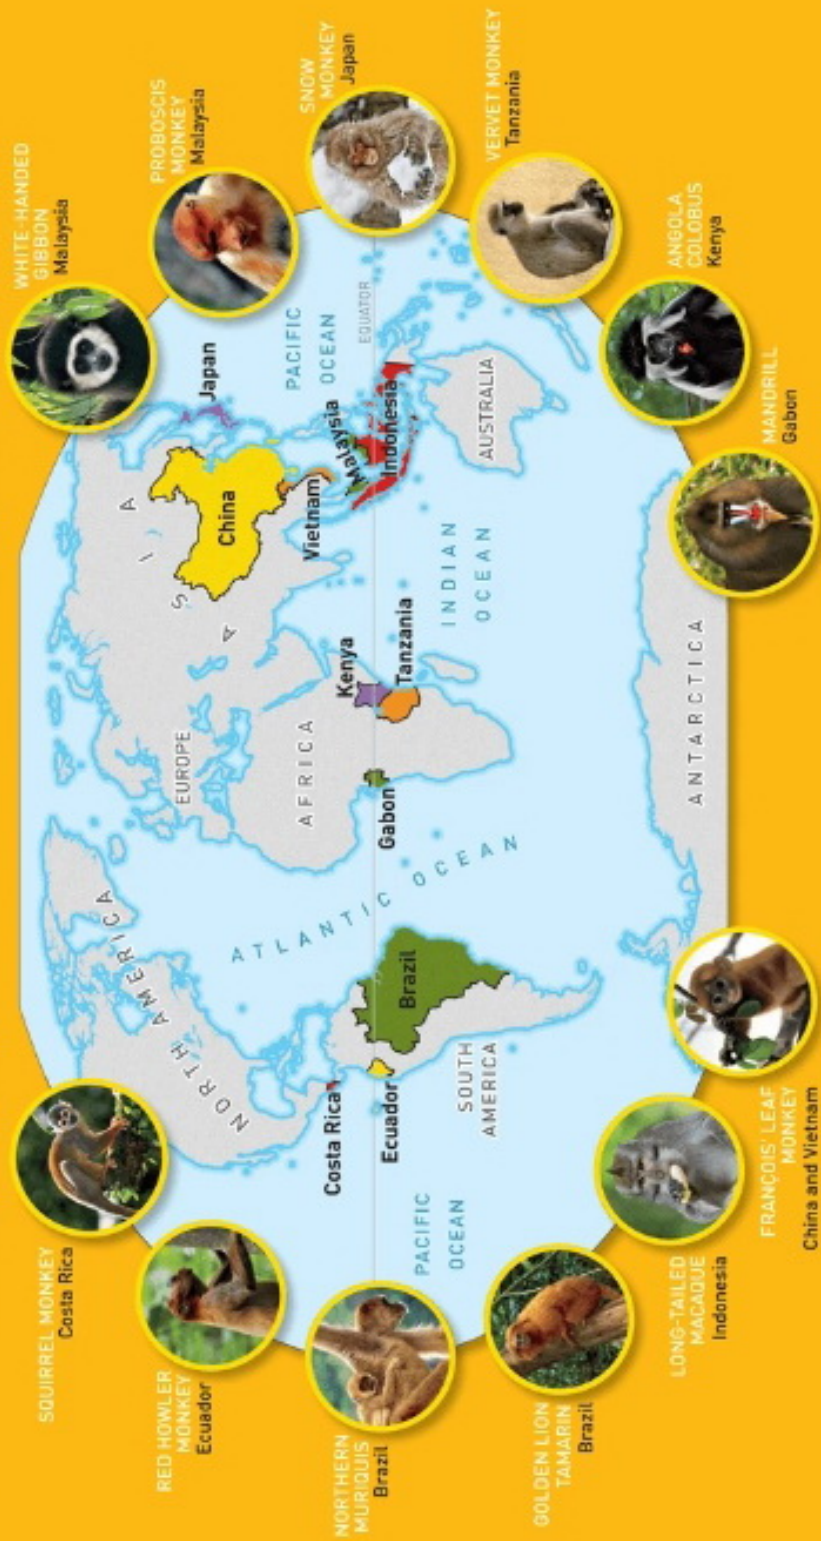 SQUIRREL MONKEY
Costa Rica
RED HOWLER
MONKEY
Ecuador
NORTHERN
MURIQUIS
Brazil
GOLDEN LION
TAMARIN
Brazil
LONG-TAILED
MACAQUE
Indonesia
FRANÇOIS' LEAF
MONKEY
China and Vietnam
WHITE-HANDED
GIBBON
Malaysia
PROBOSCIS
MONKEY
Malaysia
SNOW
MONKEY
Japan
VERVET MONKEY
Tanzania
ANGOLA
COLOBUS
Kenya
MANDRILL
Gabon
NORTH AMERICA
EUROPE
ASIA
China
Japan
Vietnam
Malaysia
Indonesia
PACIFIC
OCEAN
EQUATOR
AFRICA
Kenya
Tanzania
Gabon
ATLANTIC OCEAN
Costa Rica
Ecuador
Brazil
SOUTH
AMERICA
PACIFIC
OCEAN
INDIAN
OCEAN
AUSTRALIA
ANTARCTICA